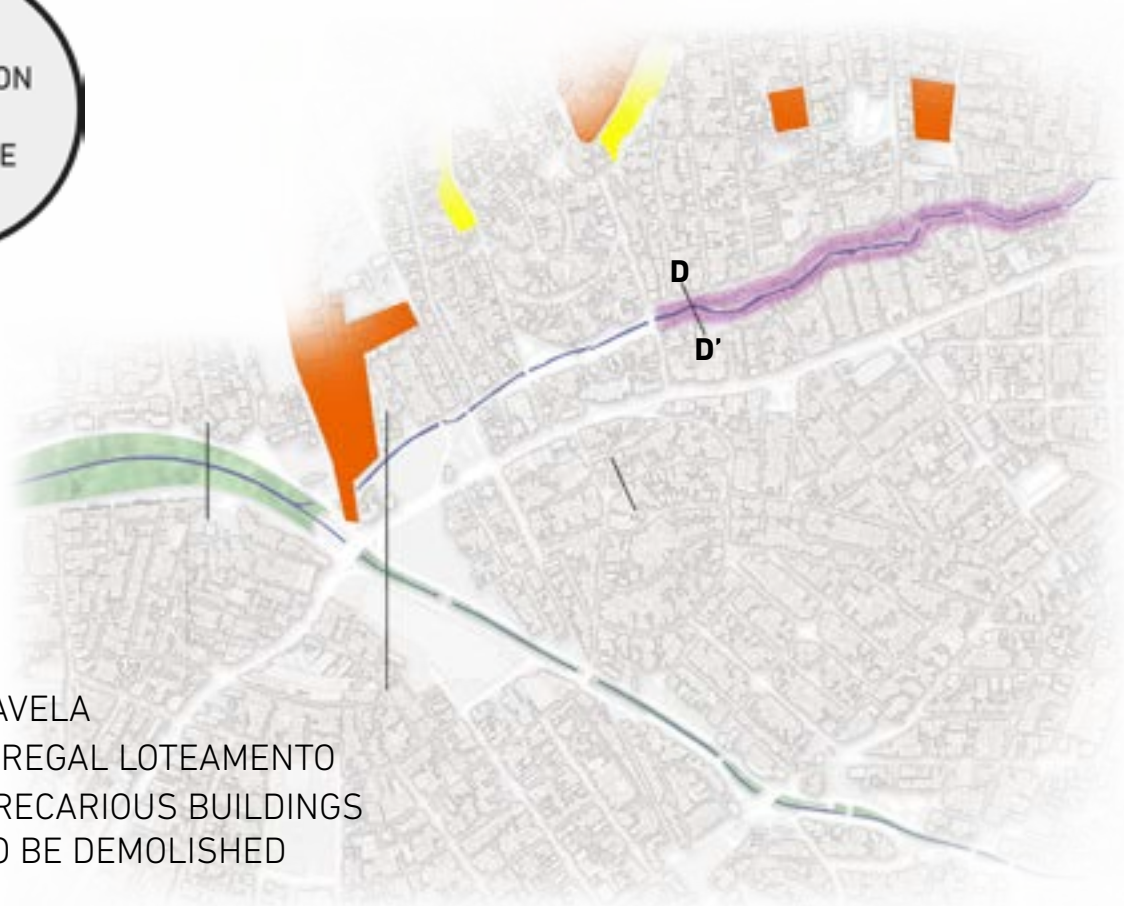 ON
E
D
D’
AVELA
REGAL LOTEAMENTO
RECARIOUS BUILDINGS
O BE DEMOLISHED